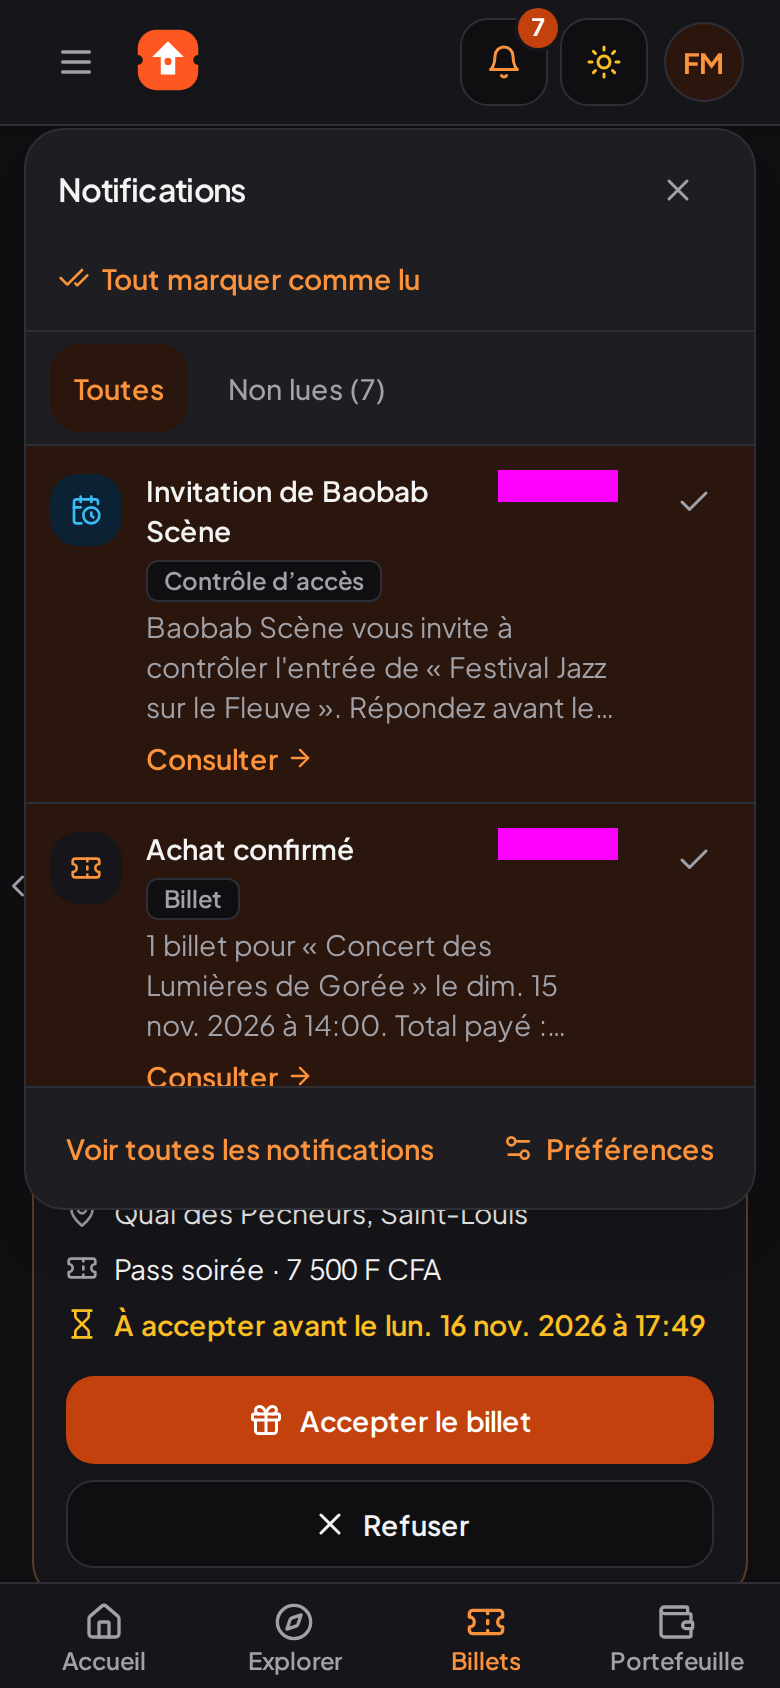 7
FM
Notifications
Tout marquer comme lu
Toutes
Non lues (7)
Invitation de Baobab
Scène
Contrôle d’accès
Baobab Scène vous invite à
contrôler l'entrée de « Festival Jazz
sur le Fleuve ». Répondez avant le…
Consulter →
Achat confirmé
Billet
1 billet pour « Concert des
Lumières de Gorée » le dim. 15
nov. 2026 à 14:00. Total payé :…
Consulter →
Voir toutes les notifications
Préférences
Quai des Pêcheurs, Saint-Louis
Pass soirée · 7 500 F CFA
À accepter avant le lun. 16 nov. 2026 à 17:49
Accepter le billet
Refuser
Accueil
Explorer
Billets
Portefeuille